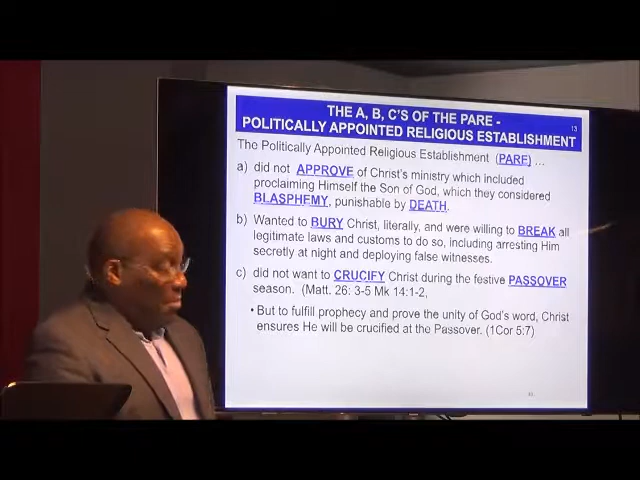 THE A, B, C'S OF THE PARE -
POLITICALLY APPOINTED RELIGIOUS ESTABLISHMENT
13
The Politically Appointed Religious Establishment (PARE) ...
a) did not APPROVE of Christ's ministry which included
proclaiming Himself the Son of God, which they considered
BLASPHEMY, punishable by DEATH.
b) Wanted to BURY Christ, literally, and were willing to BREAK all
legitimate laws and customs to do so, including arresting Him
secretly at night and deploying false witnesses.
c) did not want to CRUCIFY Christ during the festive PASSOVER
season. (Matt. 26: 3-5 Mk 14:1-2,
• But to fulfill prophecy and prove the unity of God's word, Christ
ensures He will be crucified at the Passover. (1Cor 5:7)